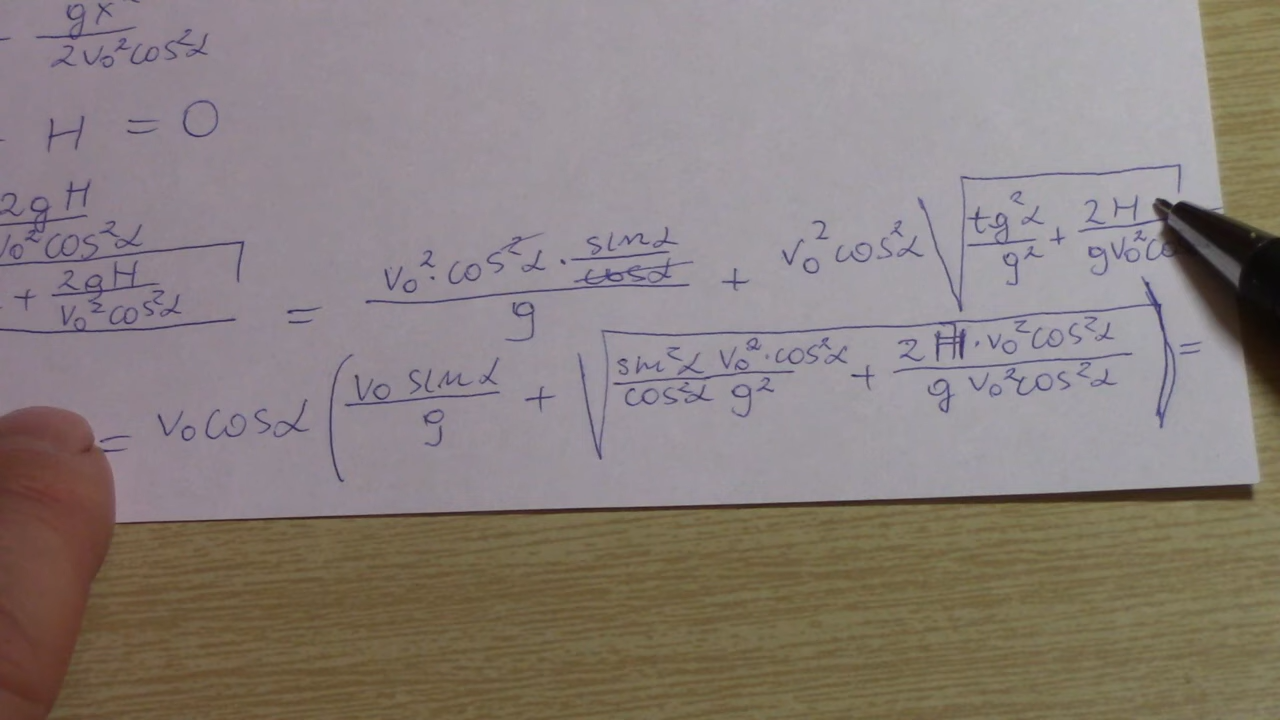 - gx² / 2v₀²cos²α
- H = 0
2gH / v₀²cos²α
+ 2gH / v₀²cos²α = v₀²·cos²α · sinα/cosα / g + v₀²cos²α √(tg²α / g² + 2H / gv₀²co
= v₀cosα (v₀ sinα / g + √(sin²α v₀²·cos²α / cos²α g² + 2H·v₀²cos²α / g v₀²cos²α)) =